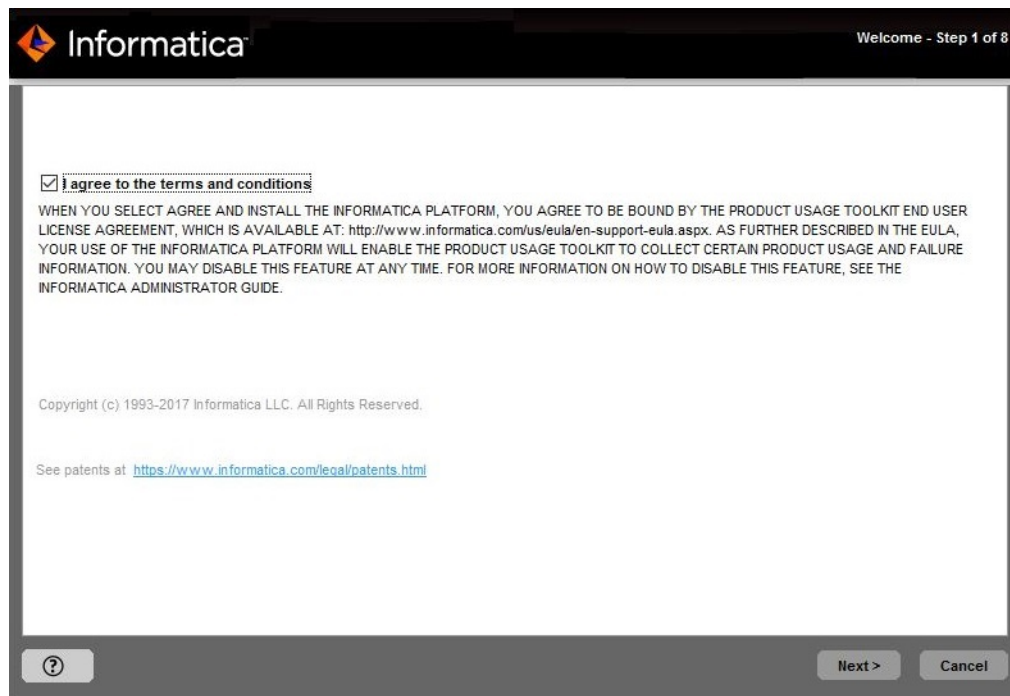 Informatica
Welcome - Step 1 of 8
I agree to the terms and conditions
WHEN YOU SELECT AGREE AND INSTALL THE INFORMATICA PLATFORM, YOU AGREE TO BE BOUND BY THE PRODUCT USAGE TOOLKIT END USER
LICENSE AGREEMENT, WHICH IS AVAILABLE AT: http://www.informatica.com/us/eula/en-support-eula.aspx. AS FURTHER DESCRIBED IN THE EULA,
YOUR USE OF THE INFORMATICA PLATFORM WILL ENABLE THE PRODUCT USAGE TOOLKIT TO COLLECT CERTAIN PRODUCT USAGE AND FAILURE
INFORMATION. YOU MAY DISABLE THIS FEATURE AT ANY TIME. FOR MORE INFORMATION ON HOW TO DISABLE THIS FEATURE, SEE THE
INFORMATICA ADMINISTRATOR GUIDE.
Copyright (c) 1993-2017 Informatica LLC. All Rights Reserved.
See patents at https://www.informatica.com/legal/patents.html
?
Next >
Cancel